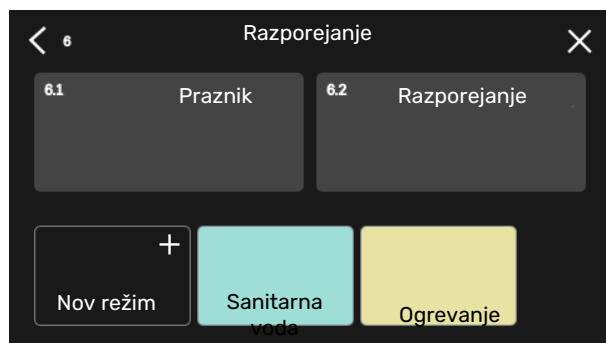 6 Razporejanje
6.1 Praznik
6.2 Razporejanje
Nov režim
Sanitarna
voda
Ogrevanje